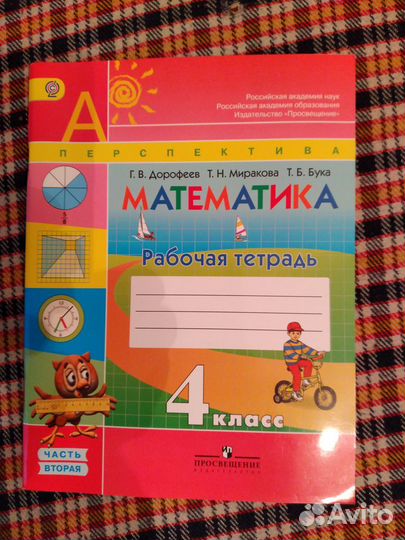 Российская академия наук
Российская академия образования
Издательство "Просвещение"
А
ПЕРСПЕКТИВА
Г. В. Дорофеев Т. Н. Миракова Т. Б. Бука
МАТЕМАТИКА
Рабочая тетрадь
4 класс
ЧАСТЬ
ВТОРАЯ
ПРОСВЕЩЕНИЕ
ИЗДАТЕЛЬСТВО
Avito